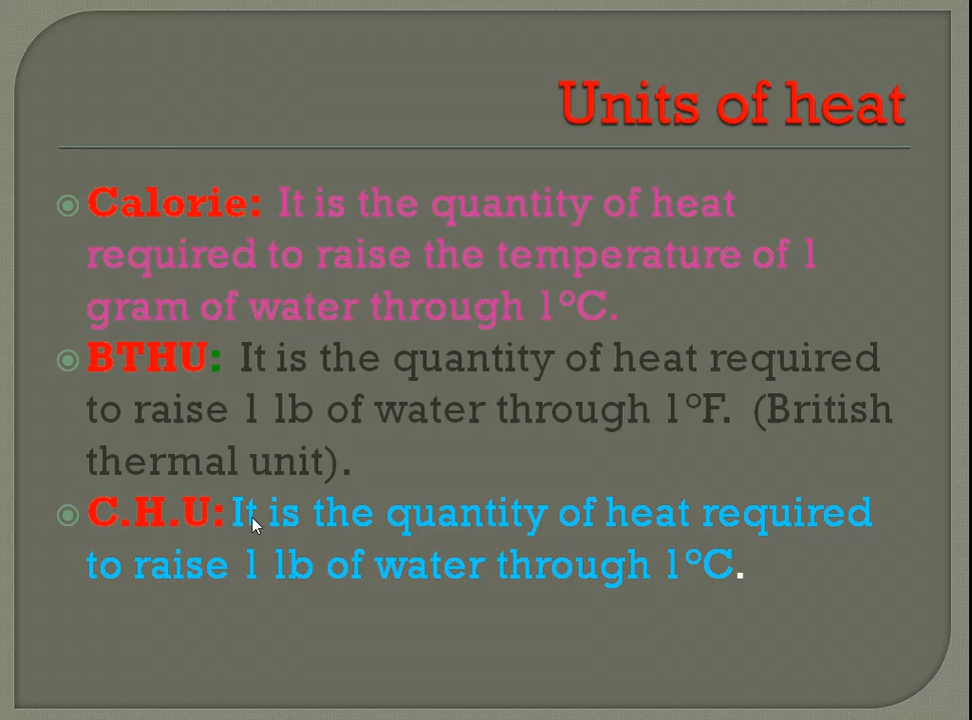 Units of heat
Calorie: It is the quantity of heat
required to raise the temperature of 1
gram of water through 1°C.
BTHU: It is the quantity of heat required
to raise 1 lb of water through 1°F. (British
thermal unit).
C.H.U: It is the quantity of heat required
to raise 1 lb of water through 1°C.